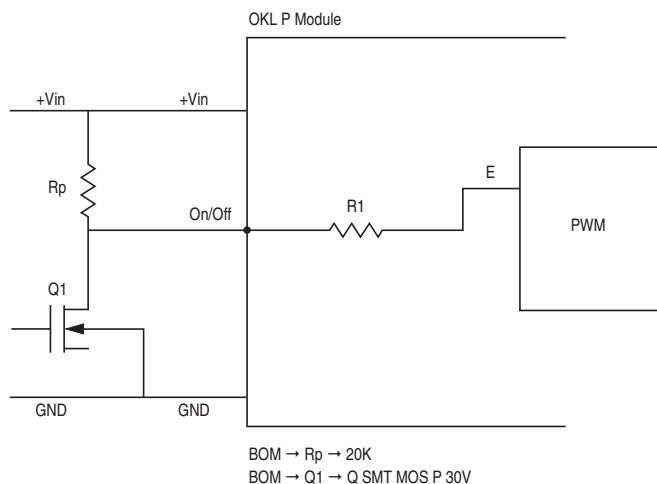 OKL P Module
+Vin
+Vin
Rp
On/Off
R1
E
PWM
Q1
GND
GND
BOM → Rp → 20K
BOM → Q1 → Q SMT MOS P 30V